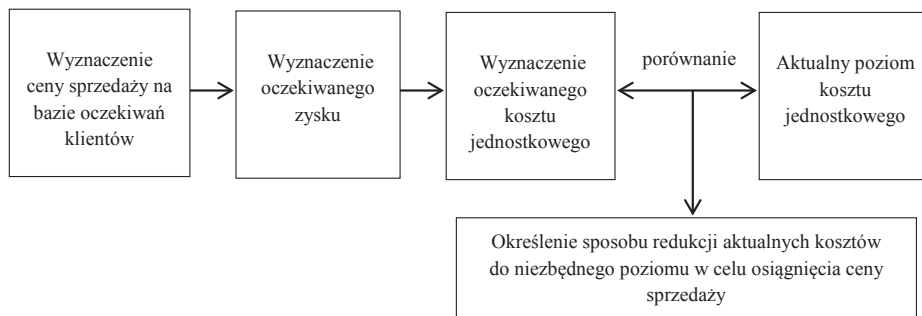 Wyznaczenie
ceny sprzedaży na
bazie oczekiwań
klientów
Wyznaczenie
oczekiwanego
zysku
Wyznaczenie
oczekiwanego
kosztu
jednostkowego
porównanie
Aktualny poziom
kosztu
jednostkowego
Określenie sposobu redukcji aktualnych kosztów
do niezbędnego poziomu w celu osiągnięcia ceny
sprzedaży